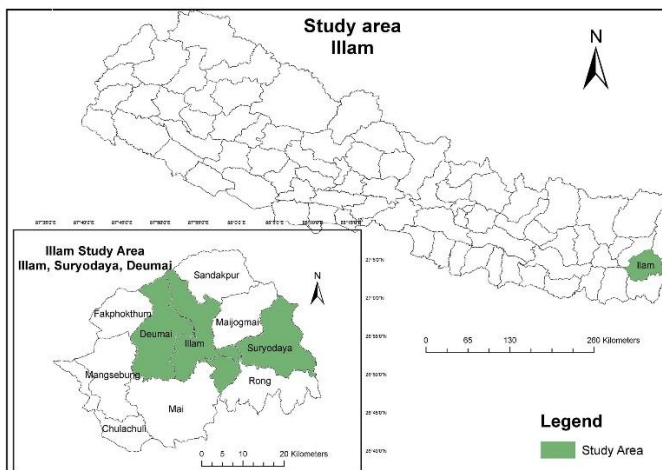 Study area
Illam
N
Ilam
0 65 130 260 Kilometers
Illam Study Area
Illam, Suryodaya, Deumai
N
Sandakpur
Fakphokthum
Deumai
Illam
Maijogmai
Suryodaya
Mangsebung
Rong
Mai
Chulachuli
0 5 10 20 Kilometers
Legend
Study Area